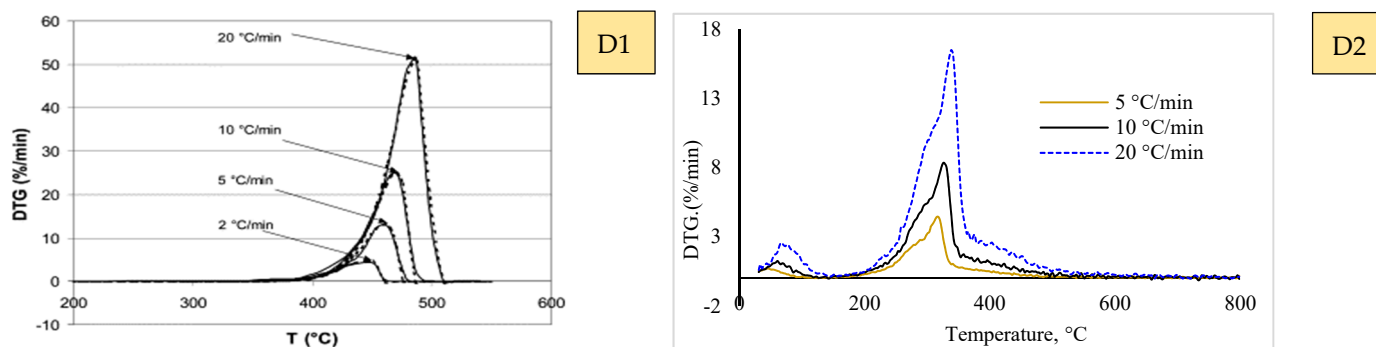 60
50
40
30
20
10
0
-10
DTG (%/min)
20 °C/min
10 °C/min
5 °C/min
2 °C/min
200
300
400
500
600
T (°C)
D1
18
13
8
3
-2
DTG.(%/min)
5 °C/min
10 °C/min
20 °C/min
0
200
400
600
800
Temperature, °C
D2